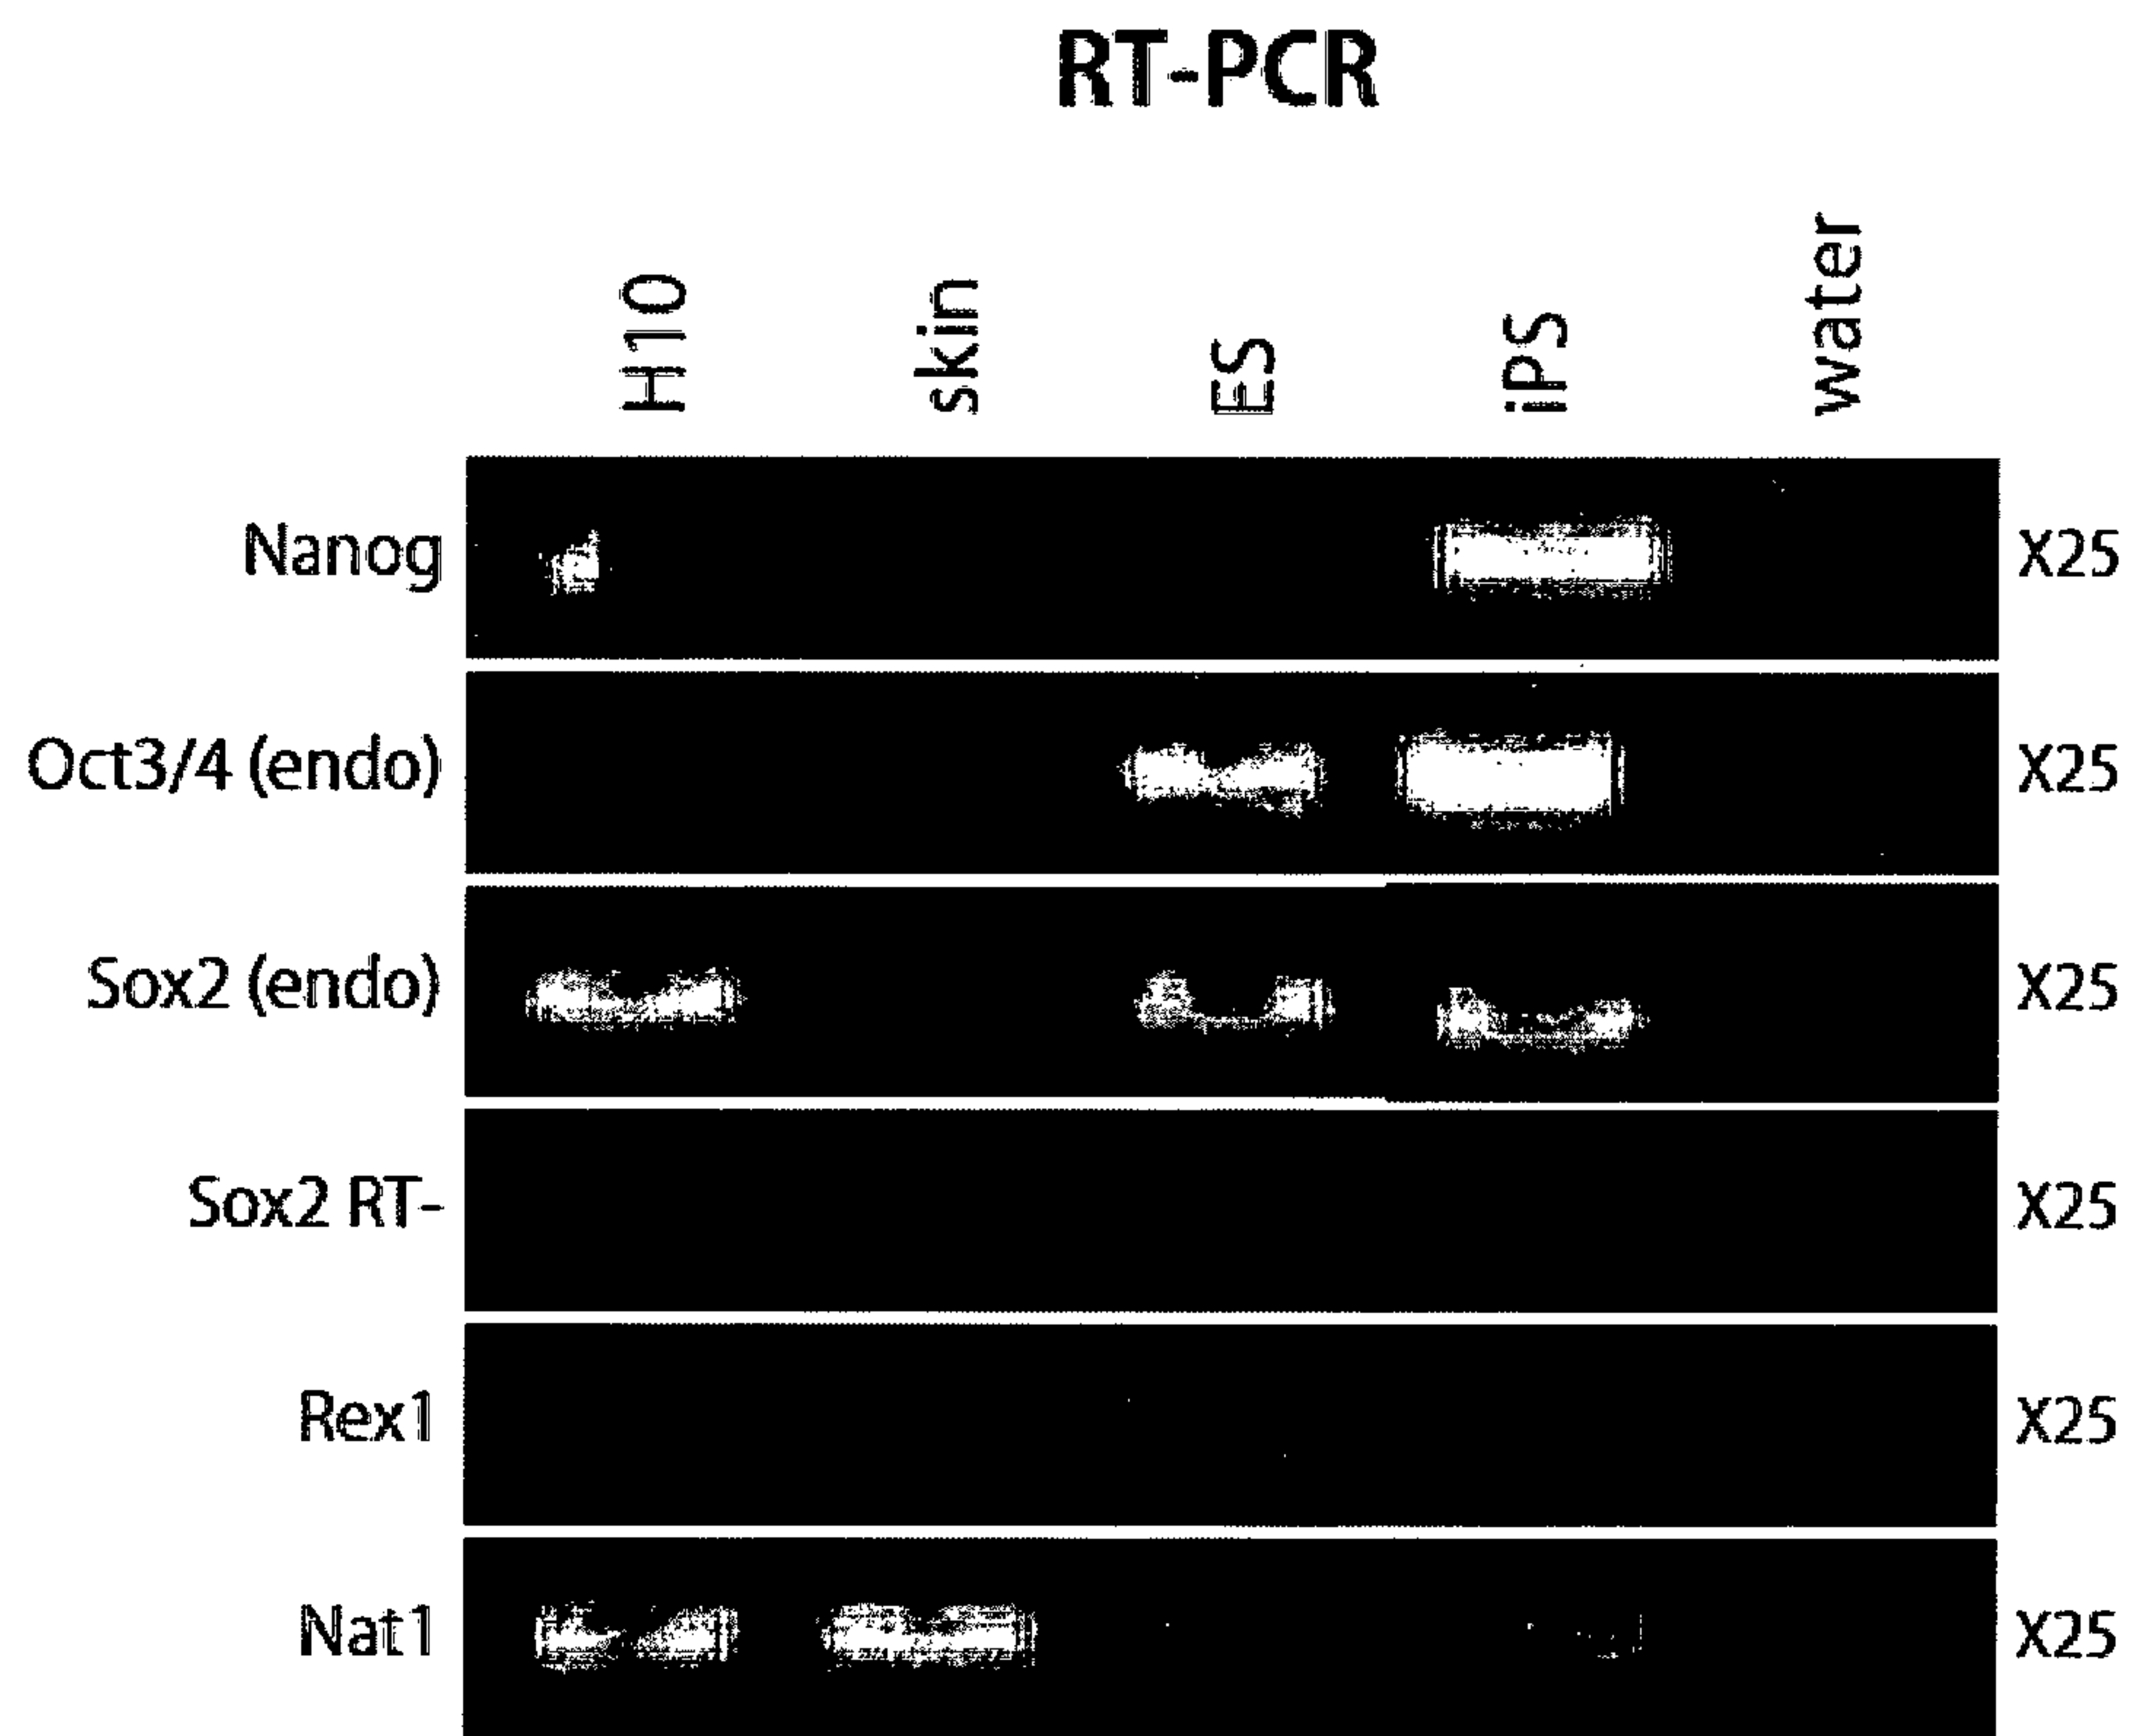 RT-PCR
H10 skin ES iPS water
Nanog X25
Oct3/4 (endo) X25
Sox2 (endo) X25
Sox2 RT- X25
Rex1 X25
Nat1 X25